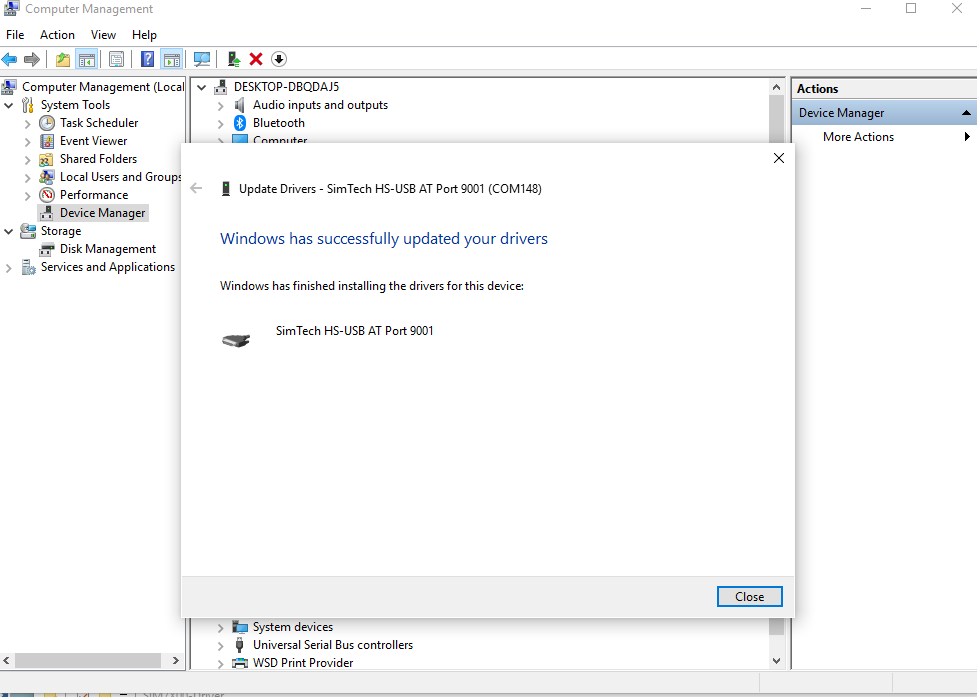 Computer Management
File Action View Help
Computer Management (Local
System Tools
Task Scheduler
Event Viewer
Shared Folders
Local Users and Groups
Performance
Device Manager
Storage
Disk Management
Services and Applications
DESKTOP-DBQDAJ5
Audio inputs and outputs
Bluetooth
Computer
Update Drivers - SimTech HS-USB AT Port 9001 (COM148)
Windows has successfully updated your drivers
Windows has finished installing the drivers for this device:
SimTech HS-USB AT Port 9001
Close
System devices
Universal Serial Bus controllers
WSD Print Provider
Actions
Device Manager
More Actions